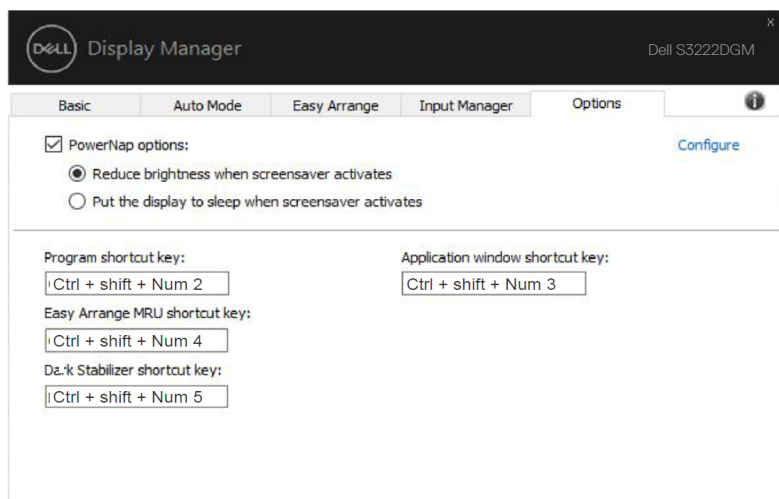 X
DELL Display Manager
Dell S3222DGM
Basic Auto Mode Easy Arrange Input Manager Options i
PowerNap options: Configure
Reduce brightness when screensaver activates
Put the display to sleep when screensaver activates
Program shortcut key: Application window shortcut key:
Ctrl + shift + Num 2 Ctrl + shift + Num 3
Easy Arrange MRU shortcut key:
Ctrl + shift + Num 4
Dark Stabilizer shortcut key:
Ctrl + shift + Num 5